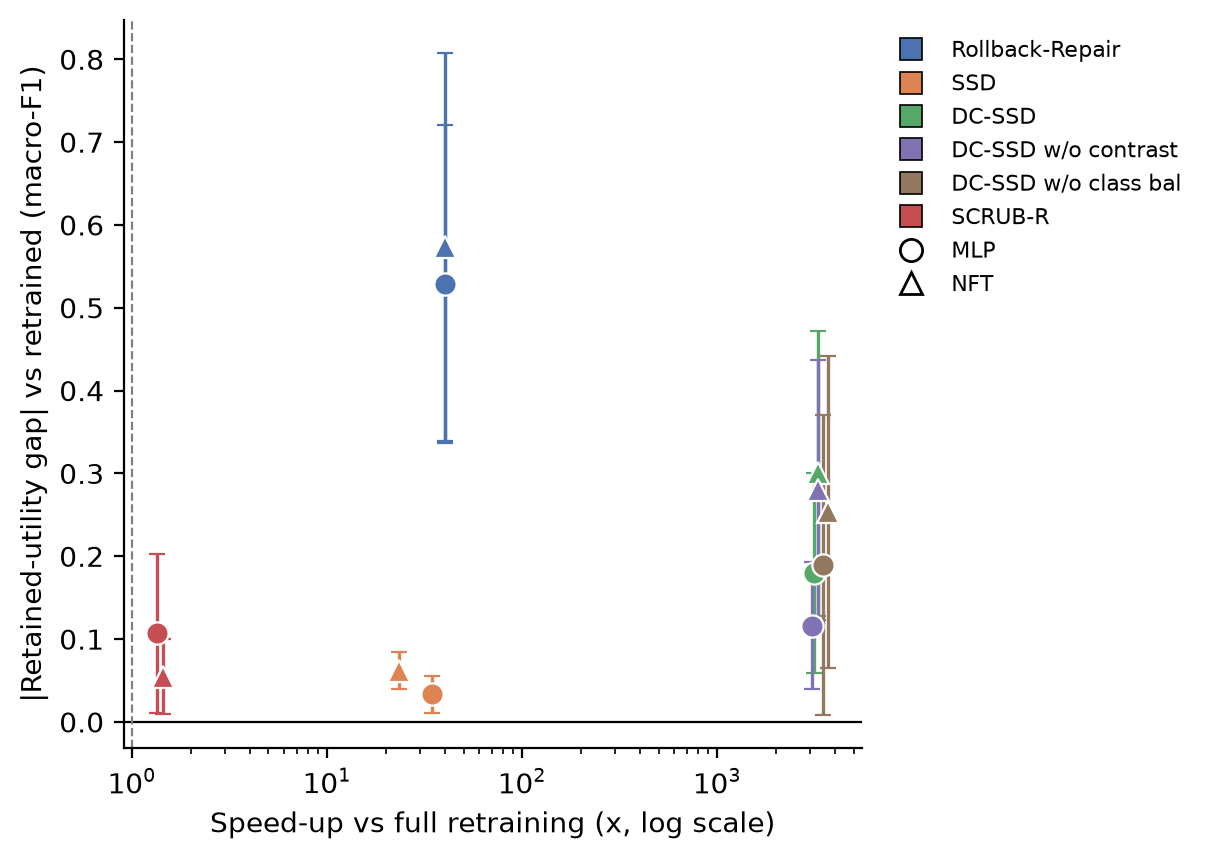 |Retained-utility gap| vs retrained (macro-F1)
0.8
0.7
0.6
0.5
0.4
0.3
0.2
0.1
0.0
10⁰ 10¹ 10² 10³
Speed-up vs full retraining (x, log scale)
Rollback-Repair
SSD
DC-SSD
DC-SSD w/o contrast
DC-SSD w/o class bal
SCRUB-R
MLP
NFT